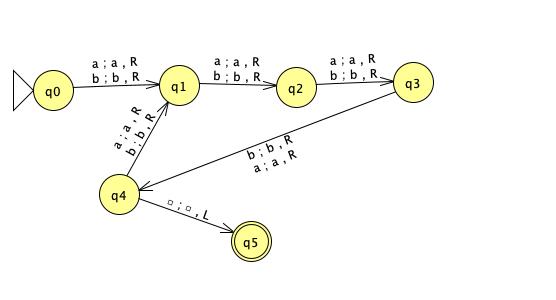 a ; a , R
b ; b , R
a ; a , R
b ; b , R
a ; a , R
b ; b , R
q0
q1
q2
q3
a ; a , R
b ; b , R
b ; b , R
a ; a , R
q4
□ ; □ , L
q5